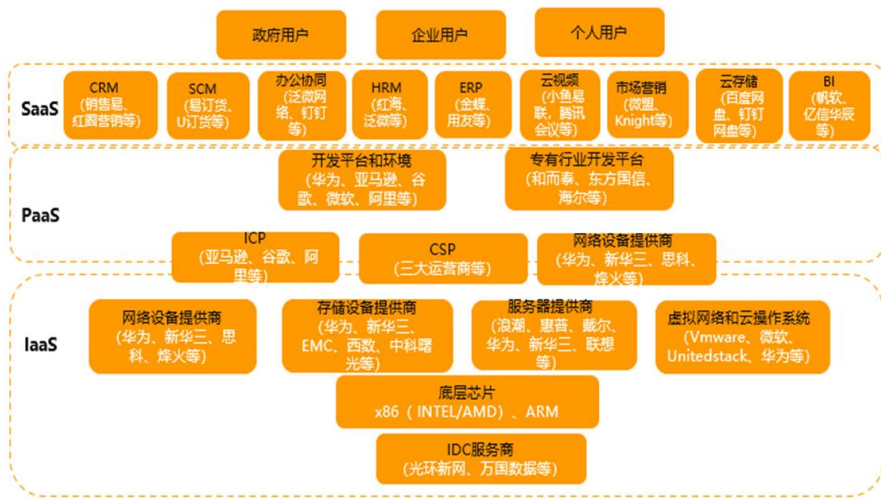 政府用户
企业用户
个人用户
SaaS
CRM
(销售易、
红圈营销等)
SCM
(易订货、
U订货等)
办公协同
(泛微网
络、钉钉
等)
HRM
(红海、
泛微等)
ERP
(金蝶、
用友等)
云视频
(小鱼易
联，腾讯
会议等)
市场营销
(微盟、
Knight等)
云存储
(百度网
盘、钉钉
网盘等)
BI
(帆软、
亿信华辰
等)
PaaS
开发平台和环境
(华为、亚马逊、谷
歌、微软、阿里等)
专有行业开发平台
(和而泰、东方国信、
海尔等)
ICP
(亚马逊、谷歌、阿
里等)
CSP
(三大运营商等)
网络设备提供商
(华为、新华三、思科、
烽火等)
IaaS
网络设备提供商
(华为、新华三、思
科、烽火等)
存储设备提供商
(华为、新华三、
EMC、西数、中科曙
光等)
服务器提供商
(浪潮、惠普、戴尔、
华为、新华三、联想
等)
虚拟网络和云操作系统
(Vmware、微软、
Unitedstack、华为等)
底层芯片
x86（ INTEL/AMD）、ARM
IDC服务商
(光环新网、万国数据等)